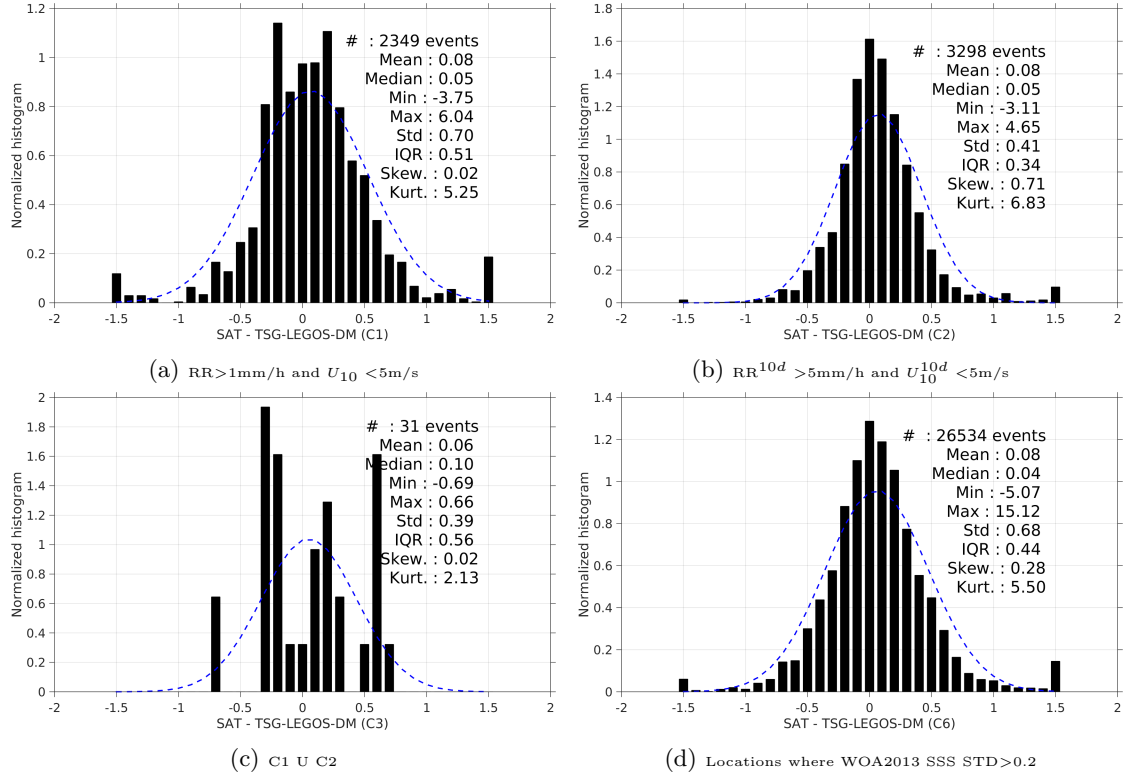 1.2
1
0.8
0.6
0.4
0.2
0
Normalized histogram
# : 2349 events
Mean : 0.08
Median : 0.05
Min : -3.75
Max : 6.04
Std : 0.70
IQR : 0.51
Skew. : 0.02
Kurt. : 5.25
-2 -1.5 -1 -0.5 0 0.5 1 1.5 2
SAT - TSG-LEGOS-DM (C1)
(a) RR>1mm/h and U10 <5m/s
1.8
1.6
1.4
1.2
1
0.8
0.6
0.4
0.2
0
Normalized histogram
# : 3298 events
Mean : 0.08
Median : 0.05
Min : -3.11
Max : 4.65
Std : 0.41
IQR : 0.34
Skew. : 0.71
Kurt. : 6.83
-2 -1.5 -1 -0.5 0 0.5 1 1.5 2
SAT - TSG-LEGOS-DM (C2)
(b) RR10d >5mm/h and U10d10 <5m/s
2
1.8
1.6
1.4
1.2
1
0.8
0.6
0.4
0.2
0
Normalized histogram
# : 31 events
Mean : 0.06
Median : 0.10
Min : -0.69
Max : 0.66
Std : 0.39
IQR : 0.56
Skew. : 0.02
Kurt. : 2.13
-2 -1.5 -1 -0.5 0 0.5 1 1.5 2
SAT - TSG-LEGOS-DM (C3)
(c) C1 U C2
1.4
1.2
1
0.8
0.6
0.4
0.2
0
Normalized histogram
# : 26534 events
Mean : 0.08
Median : 0.04
Min : -5.07
Max : 15.12
Std : 0.68
IQR : 0.44
Skew. : 0.28
Kurt. : 5.50
-2 -1.5 -1 -0.5 0 0.5 1 1.5 2
SAT - TSG-LEGOS-DM (C6)
(d) Locations where WOA2013 SSS STD>0.2